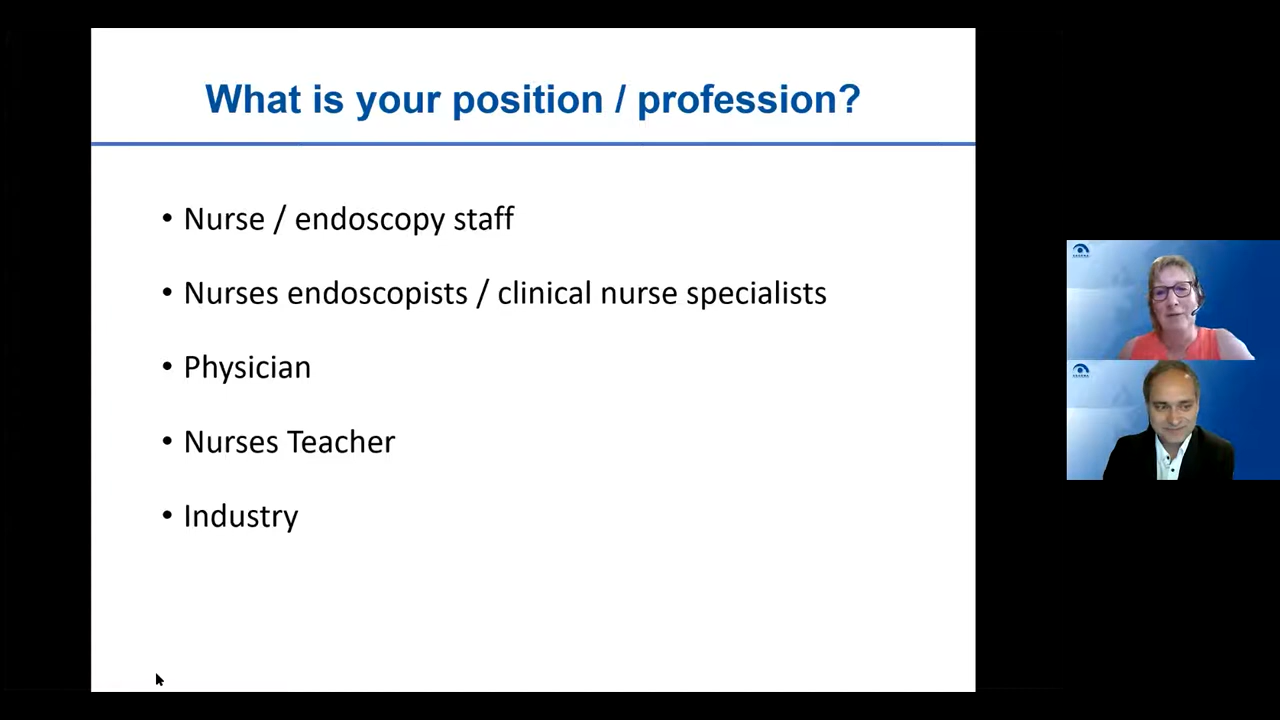 What is your position / profession?
• Nurse / endoscopy staff
• Nurses endoscopists / clinical nurse specialists
• Physician
• Nurses Teacher
• Industry